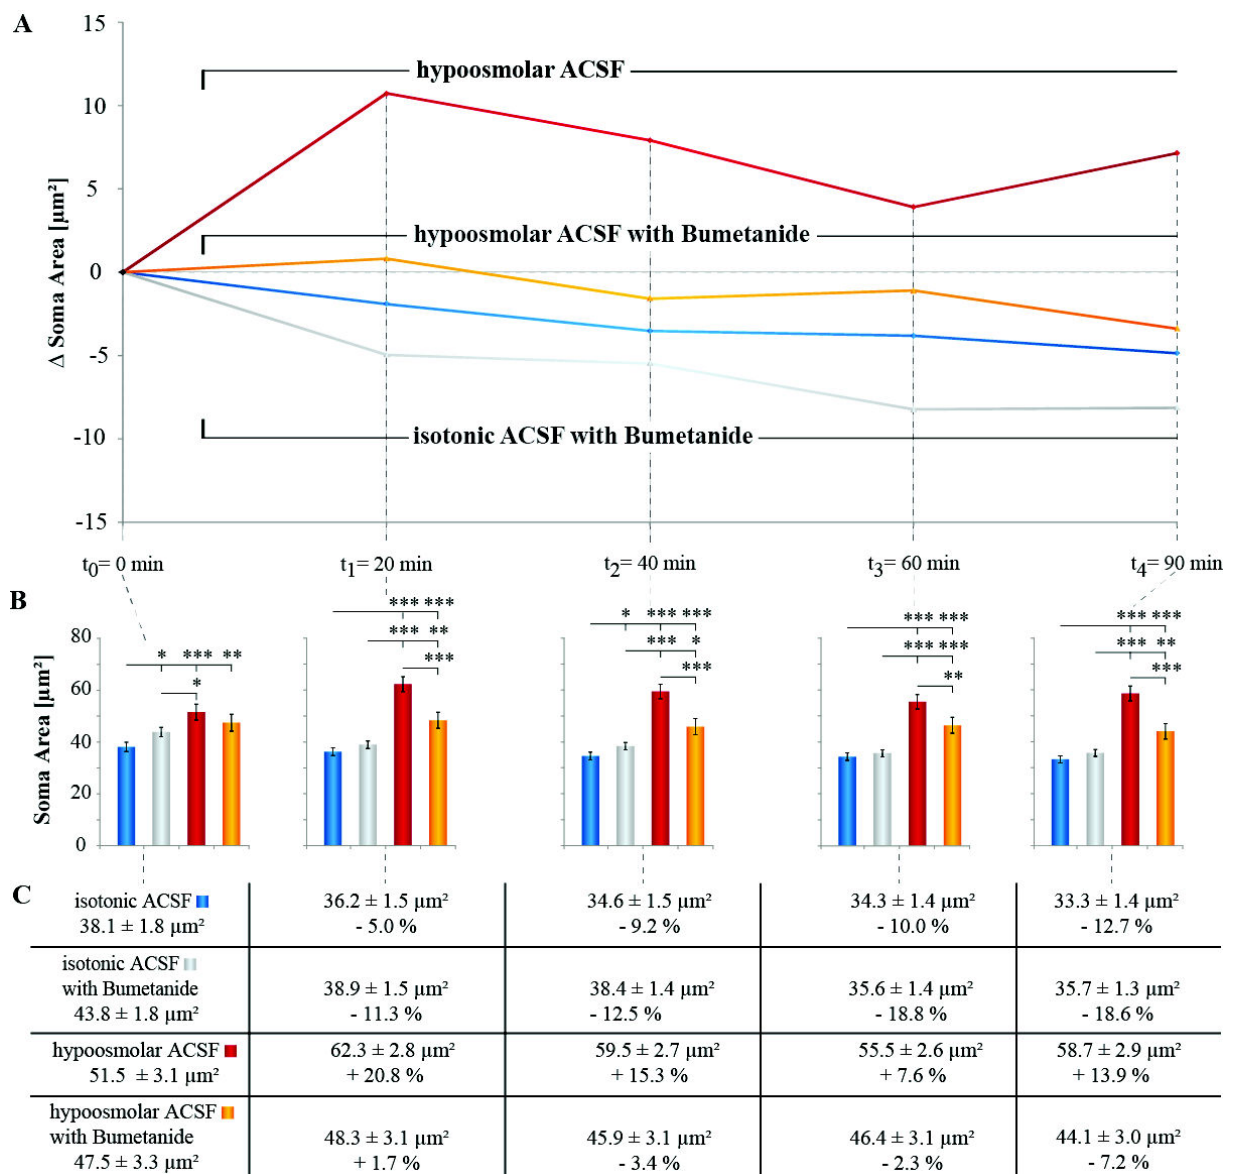 A
15
hypoosmolar ACSF
10
5
hypoosmolar ACSF with Bumetanide
0
-5
isotonic ACSF with Bumetanide
-10
-15
Δ Soma Area [µm²]
t0= 0 min
t1= 20 min
t2= 40 min
t3= 60 min
t4= 90 min
B
Soma Area [µm²]
80
60
40
20
0
* *** **
*
*** ***
*** **
***
* *** ***
*** *
***
*** ***
*** ***
**
*** ***
*** **
***
C
isotonic ACSF
38.1 ± 1.8 µm²
36.2 ± 1.5 µm²
- 5.0 %
34.6 ± 1.5 µm²
- 9.2 %
34.3 ± 1.4 µm²
- 10.0 %
33.3 ± 1.4 µm²
- 12.7 %
isotonic ACSF
with Bumetanide
43.8 ± 1.8 µm²
38.9 ± 1.5 µm²
- 11.3 %
38.4 ± 1.4 µm²
- 12.5 %
35.6 ± 1.4 µm²
- 18.8 %
35.7 ± 1.3 µm²
- 18.6 %
hypoosmolar ACSF
51.5 ± 3.1 µm²
62.3 ± 2.8 µm²
+ 20.8 %
59.5 ± 2.7 µm²
+ 15.3 %
55.5 ± 2.6 µm²
+ 7.6 %
58.7 ± 2.9 µm²
+ 13.9 %
hypoosmolar ACSF
with Bumetanide
47.5 ± 3.3 µm²
48.3 ± 3.1 µm²
+ 1.7 %
45.9 ± 3.1 µm²
- 3.4 %
46.4 ± 3.1 µm²
- 2.3 %
44.1 ± 3.0 µm²
- 7.2 %